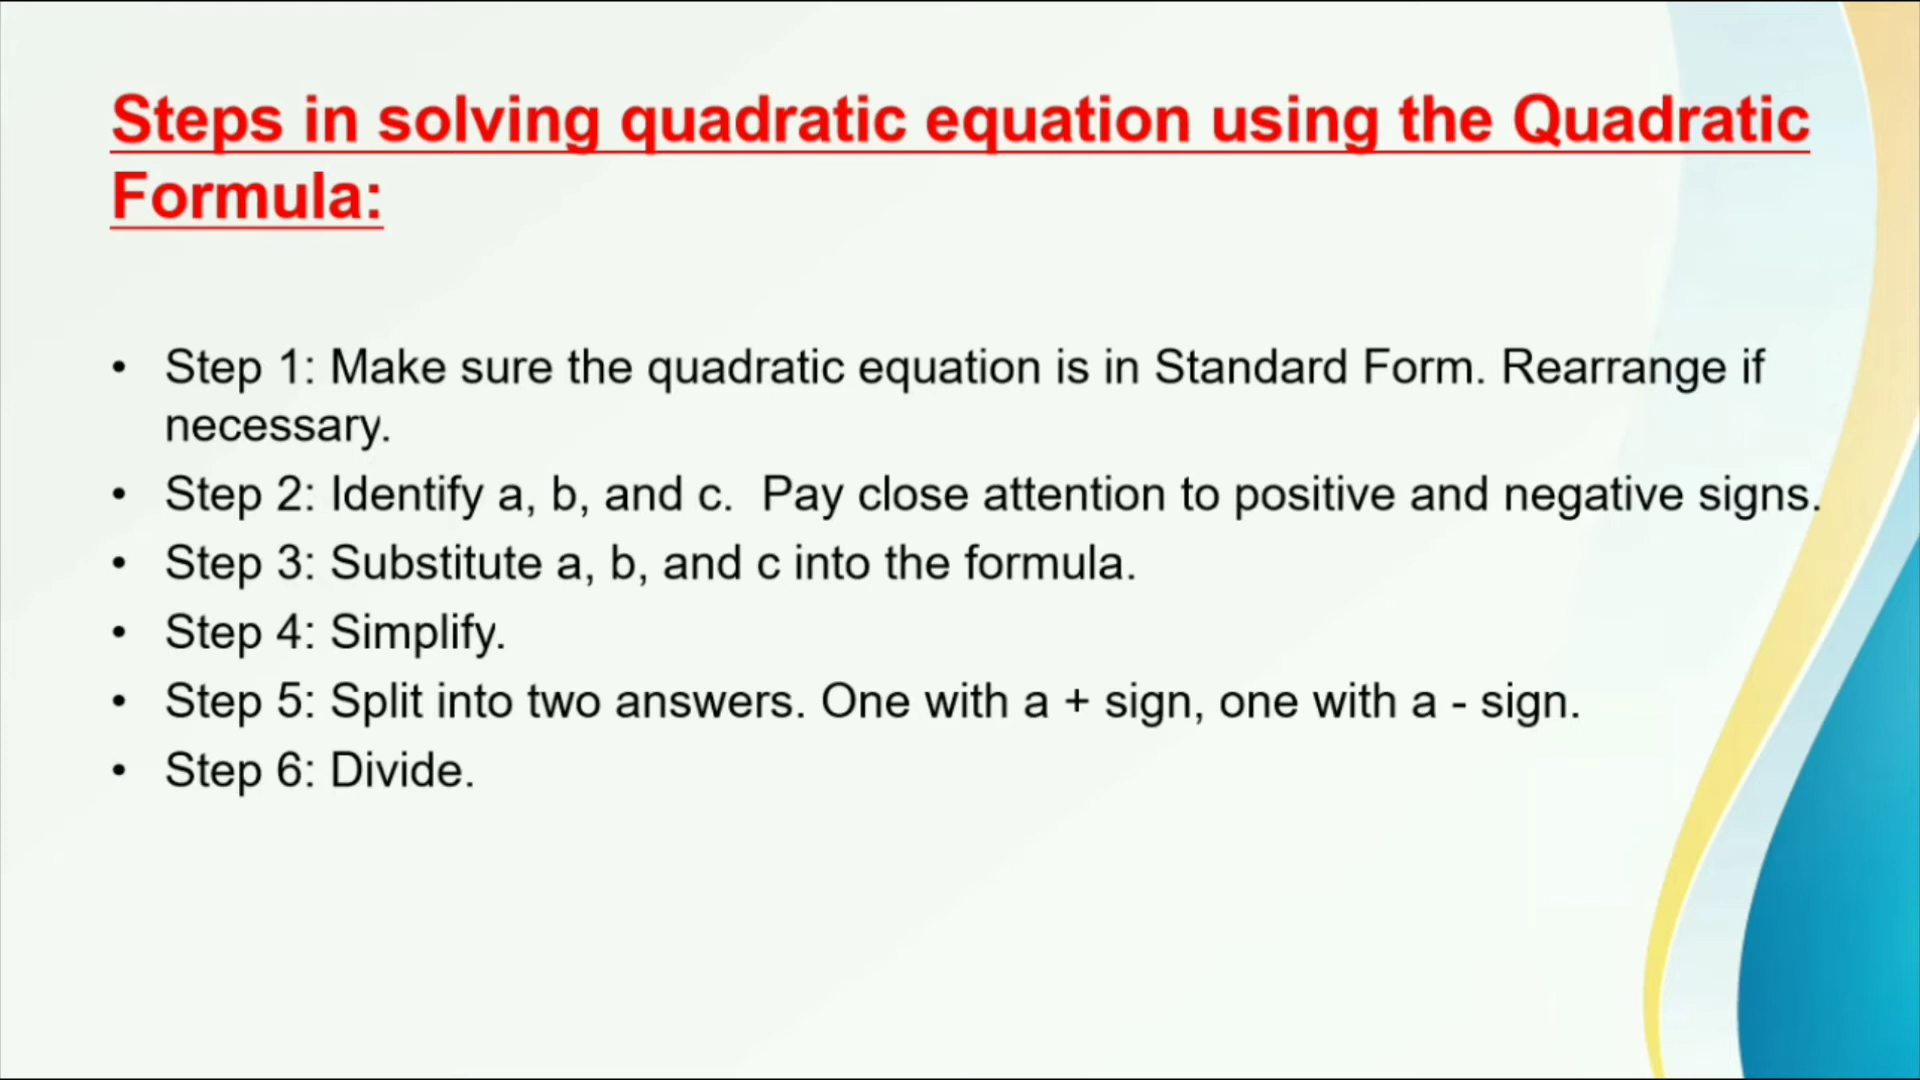 Steps in solving quadratic equation using the Quadratic
Formula:
• Step 1: Make sure the quadratic equation is in Standard Form. Rearrange if
necessary.
• Step 2: Identify a, b, and c.  Pay close attention to positive and negative signs.
• Step 3: Substitute a, b, and c into the formula.
• Step 4: Simplify.
• Step 5: Split into two answers. One with a + sign, one with a - sign.
• Step 6: Divide.